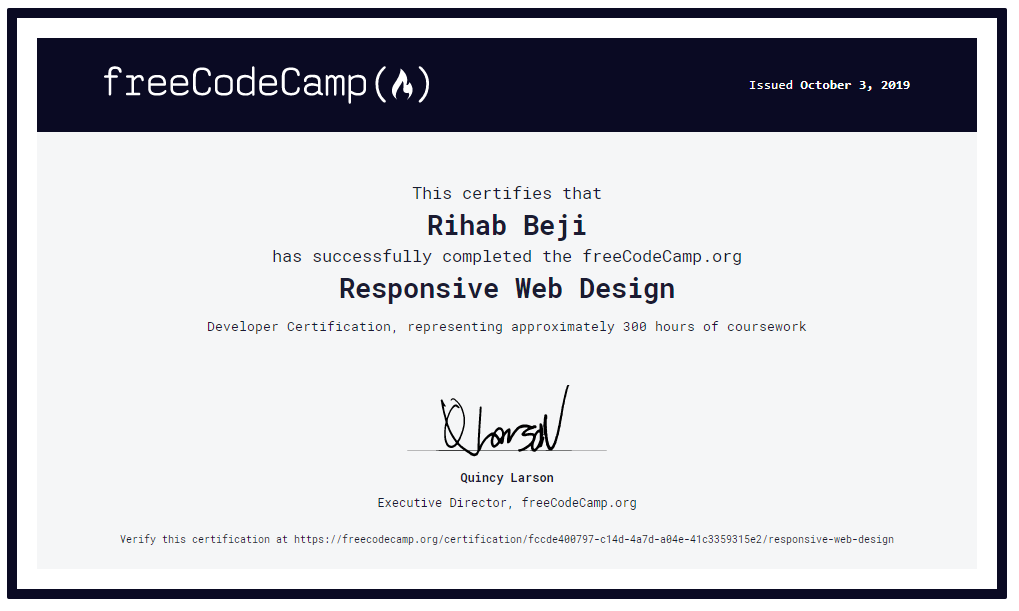 freeCodeCamp(🔥)
Issued October 3, 2019
This certifies that
Rihab Beji
has successfully completed the freeCodeCamp.org
Responsive Web Design
Developer Certification, representing approximately 300 hours of coursework
Q Larson
Quincy Larson
Executive Director, freeCodeCamp.org
Verify this certification at https://freecodecamp.org/certification/fccde400797-c14d-4a7d-a04e-41c3359315e2/responsive-web-design